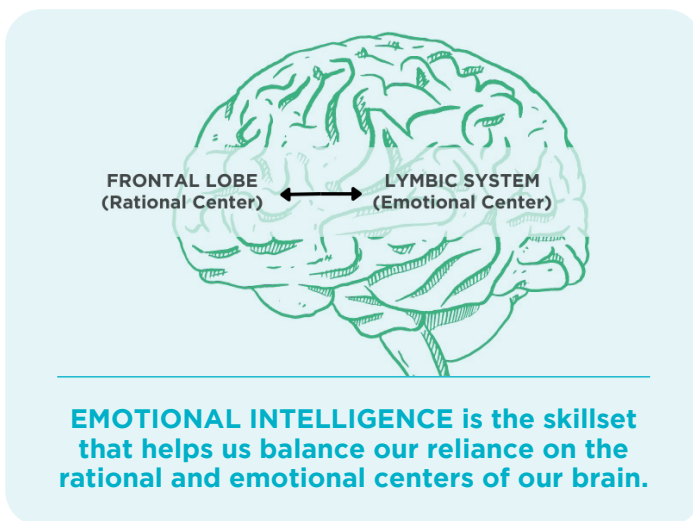 FRONTAL LOBE
(Rational Center)
LYMBIC SYSTEM
(Emotional Center)
EMOTIONAL INTELLIGENCE is the skillset
that helps us balance our reliance on the
rational and emotional centers of our brain.